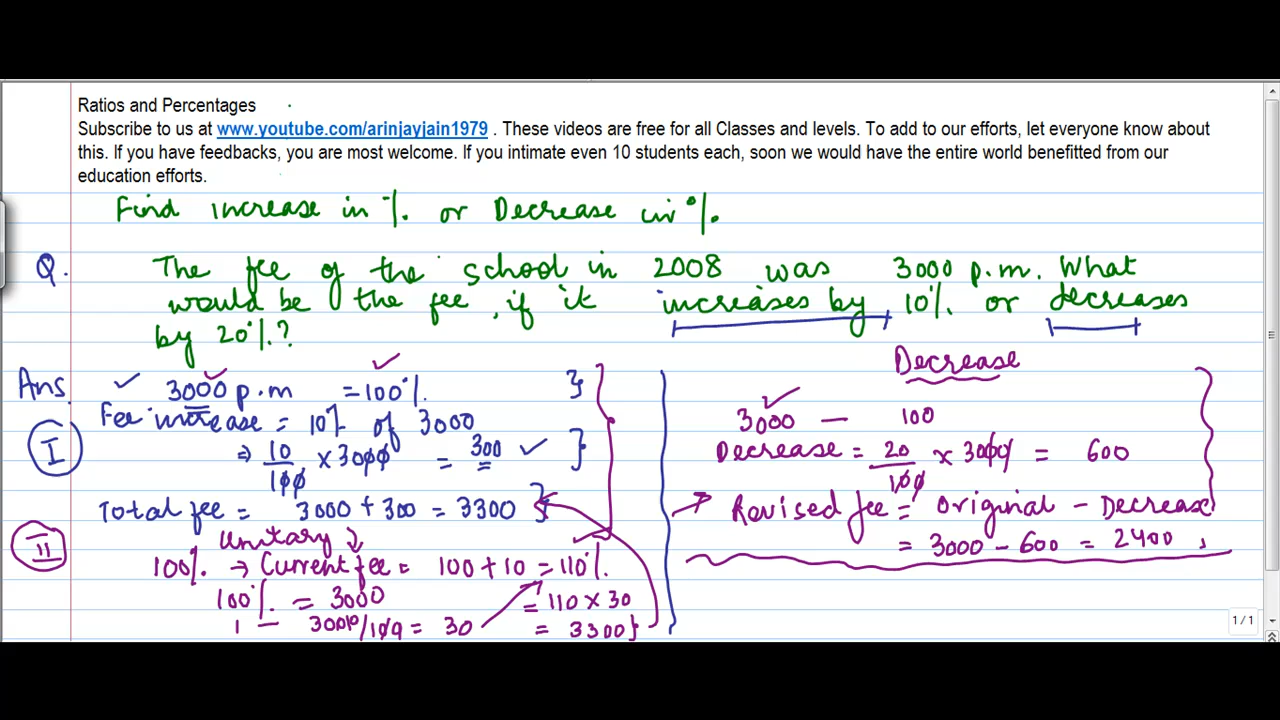 Ratios and Percentages
Subscribe to us at www.youtube.com/arinjayjain1979 . These videos are free for all Classes and levels. To add to our efforts, let everyone know about
this. If you have feedbacks, you are most welcome. If you intimate even 10 students each, soon we would have the entire world benefitted from our
education efforts.
Find increase in %. or Decrease in %.
Q. The fee of the school in 2008 was 3000 p.m. What
would be the fee, if it increases by 10%. or decreases
by 20%.?
Ans. 3000 p.m = 100%.
I
Fee increase = 10% of 3000
⇒ 10/100 × 3000 = 300
Total fee = 3000 + 300 = 3300
II
Unitary
100%. → Current fee = 100 + 10 = 110%.
100%. = 3000
= 110 × 30
1 — 3000/100 = 30
= 3300
Decrease
3000 — 100
Decrease = 20/100 × 3000 = 600
Revised fee = Original - Decrease
= 3000 - 600 = 2400
1 / 1